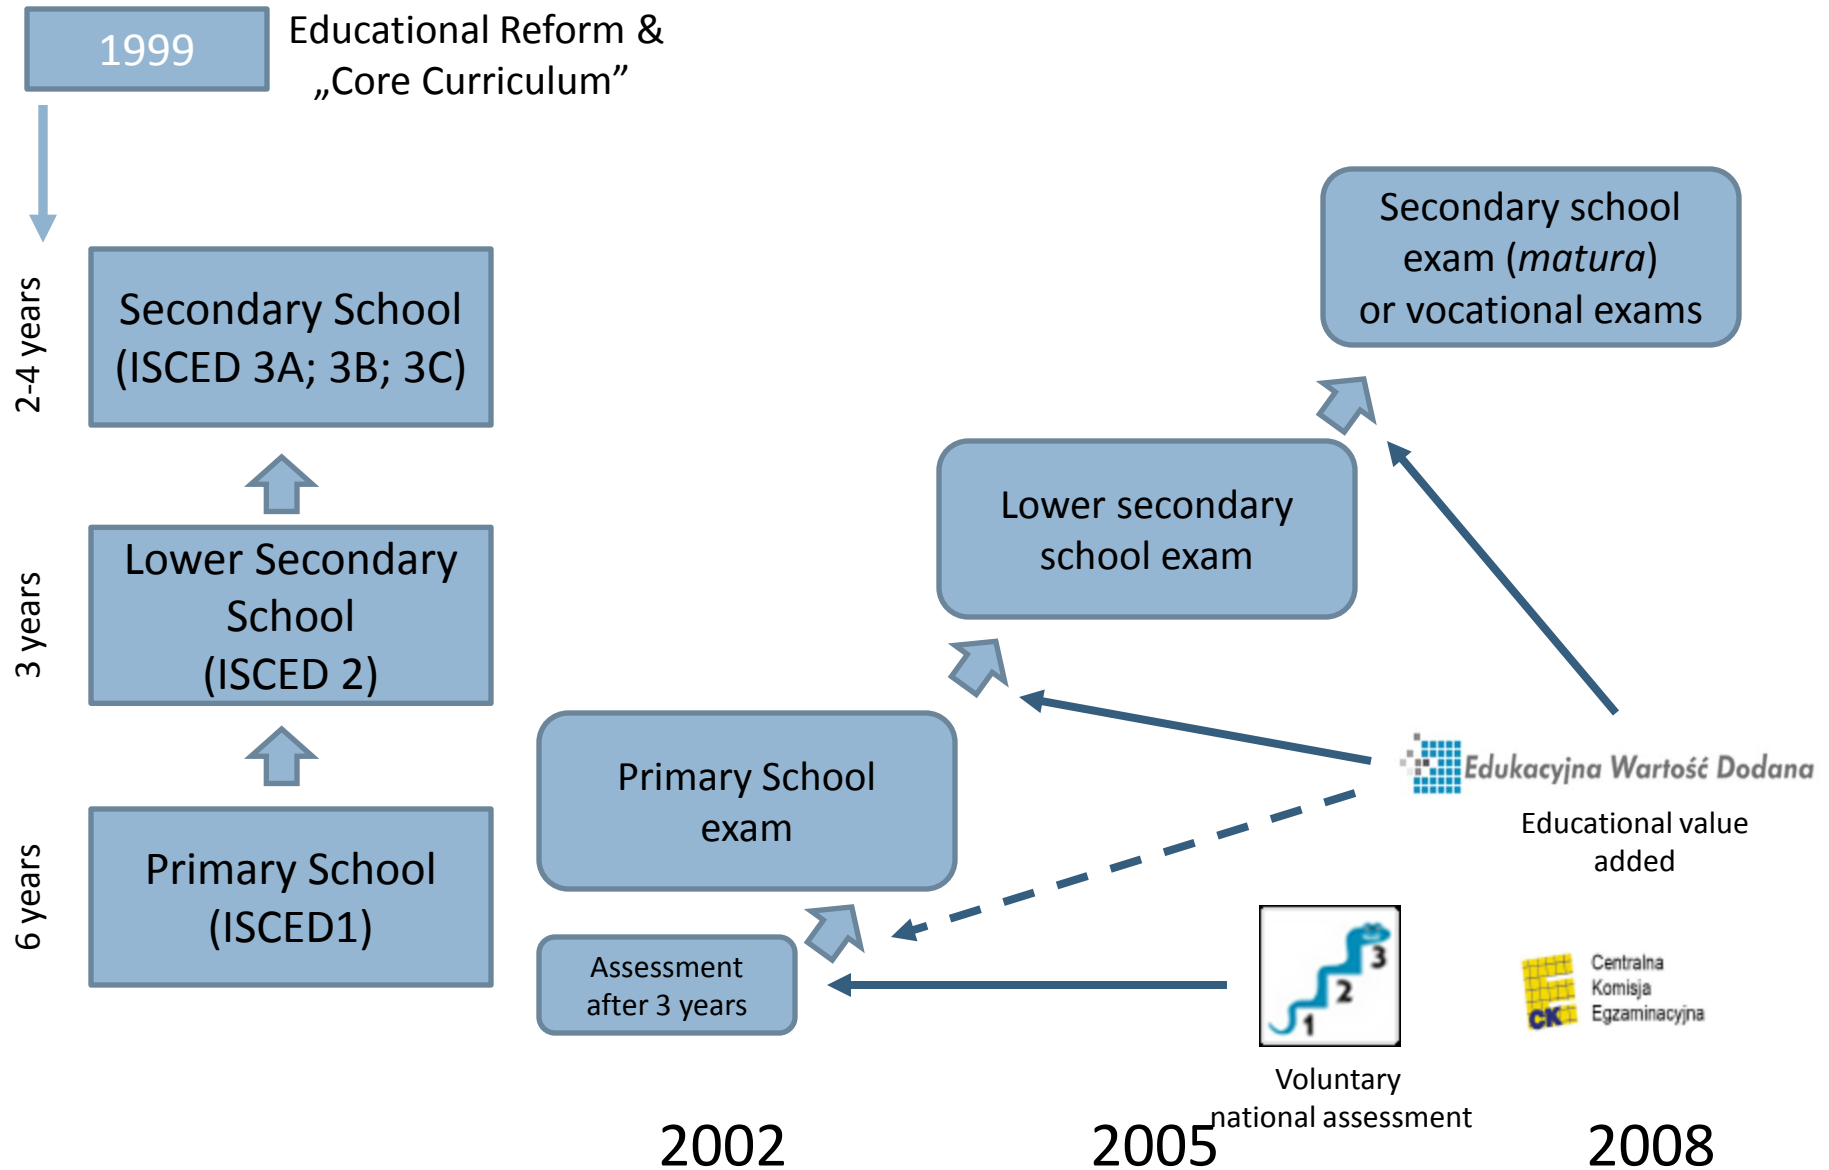 1999
Educational Reform &
„Core Curriculum”
2-4 years
Secondary School
(ISCED 3A; 3B; 3C)
3 years
Lower Secondary
School
(ISCED 2)
6 years
Primary School
(ISCED1)
Secondary school
exam (matura)
or vocational exams
Lower secondary
school exam
Primary School
exam
Assessment
after 3 years
Edukacyjna Wartość Dodana
Educational value
added
3
2
1
Voluntary
national assessment
CKE
Centralna
Komisja
Egzaminacyjna
2002
2005
2008